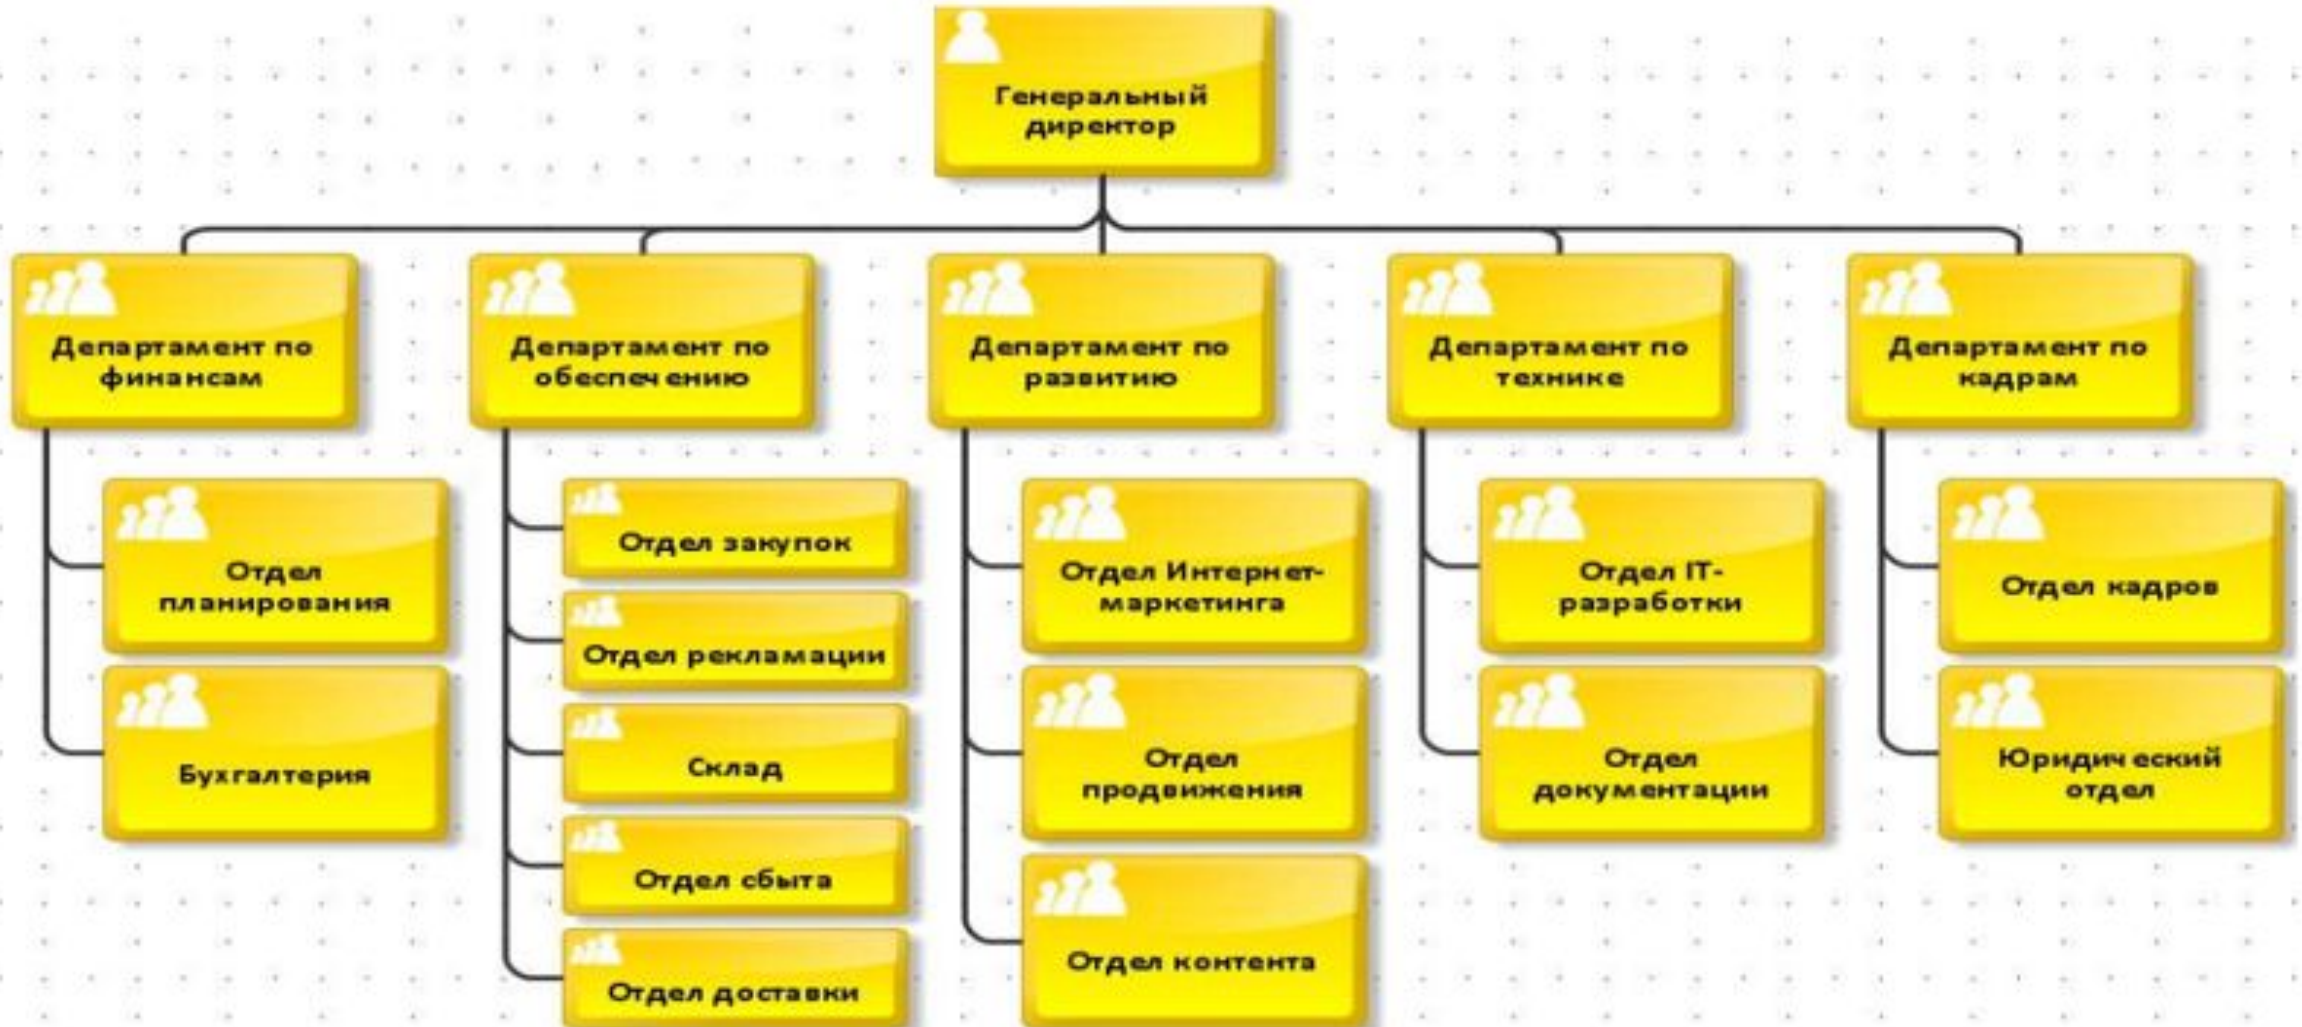 Генеральный
директор
Департамент по
финансам
Департамент по
обеспечению
Департамент по
развитию
Департамент по
технике
Департамент по
кадрам
Отдел
планирования
Бухгалтерия
Отдел закупок
Отдел рекламации
Склад
Отдел сбыта
Отдел доставки
Отдел Интернет-
маркетинга
Отдел
продвижения
Отдел контента
Отдел IT-
разработки
Отдел
документации
Отдел кадров
Юридический
отдел